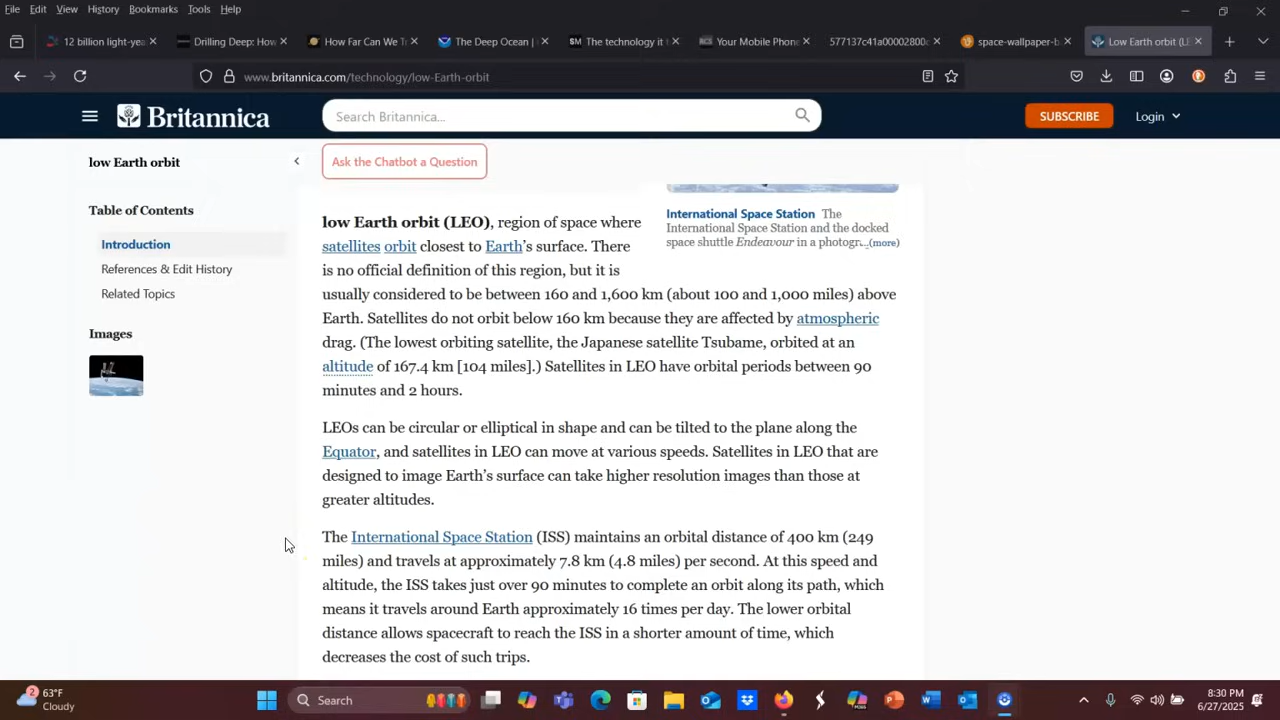 File Edit View History Bookmarks Tools Help
12 billion light-yea
Drilling Deep: How
How Far Can We Tr
The Deep Ocean |
The technology it
Your Mobile Phone
577137c41a00002800c
space-wallpaper-b
Low Earth orbit (LE
www.britannica.com/technology/low-Earth-orbit
Britannica
Search Britannica...
SUBSCRIBE
Login
low Earth orbit
Ask the Chatbot a Question
Table of Contents
Introduction
References & Edit History
Related Topics
Images
International Space Station The
International Space Station and the docked
space shuttle Endeavour in a photogr...(more)
low Earth orbit (LEO), region of space where
satellites orbit closest to Earth's surface. There
is no official definition of this region, but it is
usually considered to be between 160 and 1,600 km (about 100 and 1,000 miles) above
Earth. Satellites do not orbit below 160 km because they are affected by atmospheric
drag. (The lowest orbiting satellite, the Japanese satellite Tsubame, orbited at an
altitude of 167.4 km [104 miles].) Satellites in LEO have orbital periods between 90
minutes and 2 hours.
LEOs can be circular or elliptical in shape and can be tilted to the plane along the
Equator, and satellites in LEO can move at various speeds. Satellites in LEO that are
designed to image Earth's surface can take higher resolution images than those at
greater altitudes.
The International Space Station (ISS) maintains an orbital distance of 400 km (249
miles) and travels at approximately 7.8 km (4.8 miles) per second. At this speed and
altitude, the ISS takes just over 90 minutes to complete an orbit along its path, which
means it travels around Earth approximately 16 times per day. The lower orbital
distance allows spacecraft to reach the ISS in a shorter amount of time, which
decreases the cost of such trips.
2
63°F
Cloudy
Search
8:30 PM
6/27/2025